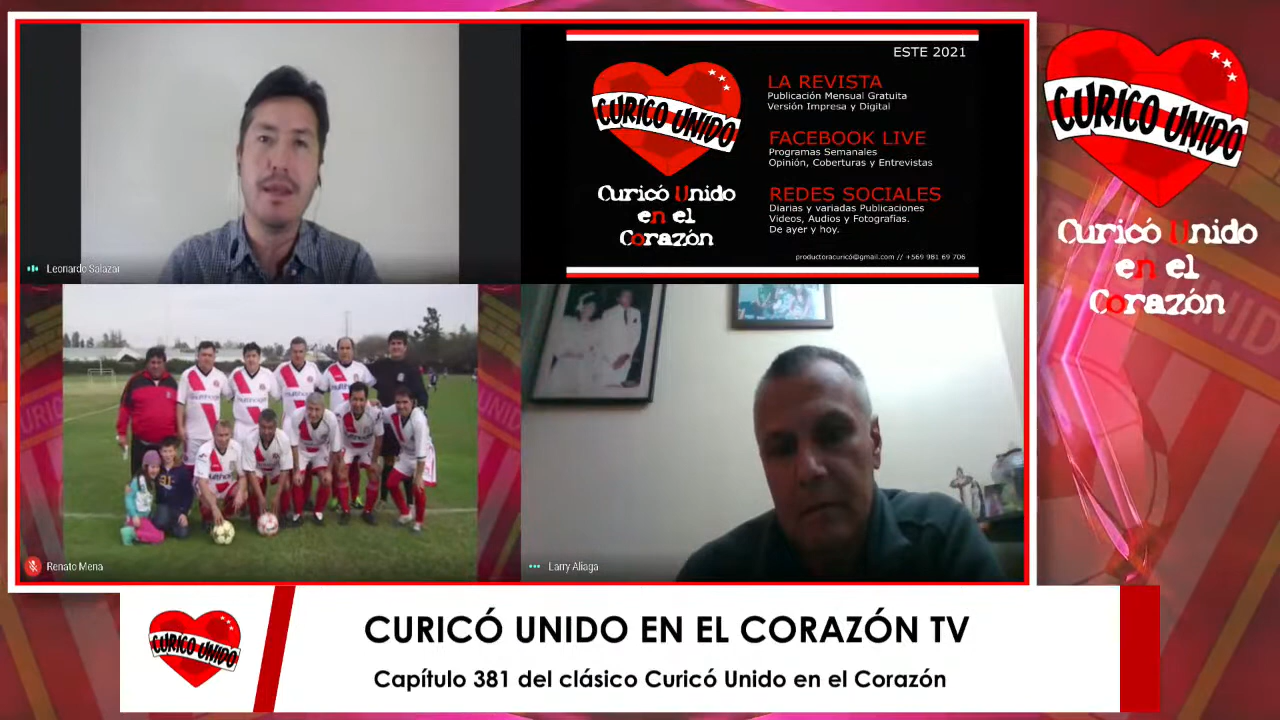 Leonardo Salazar
ESTE 2021
CURICO UNIDO
Curicó Unido
en el
Corazón
LA REVISTA
Publicación Mensual Gratuita
Versión Impresa y Digital
FACEBOOK LIVE
Programas Semanales
Opinión, Coberturas y Entrevistas
REDES SOCIALES
Diarias y variadas Publicaciones
Videos, Audios y Fotografías.
De ayer y hoy.
productoracuricó@gmail.com // +569 981 69 706
CURICO UNIDO
Curicó Unido
en el
Corazón
Renato Mena
Larry Aliaga
CURICO UNIDO
CURICÓ UNIDO EN EL CORAZÓN TV
Capítulo 381 del clásico Curicó Unido en el Corazón